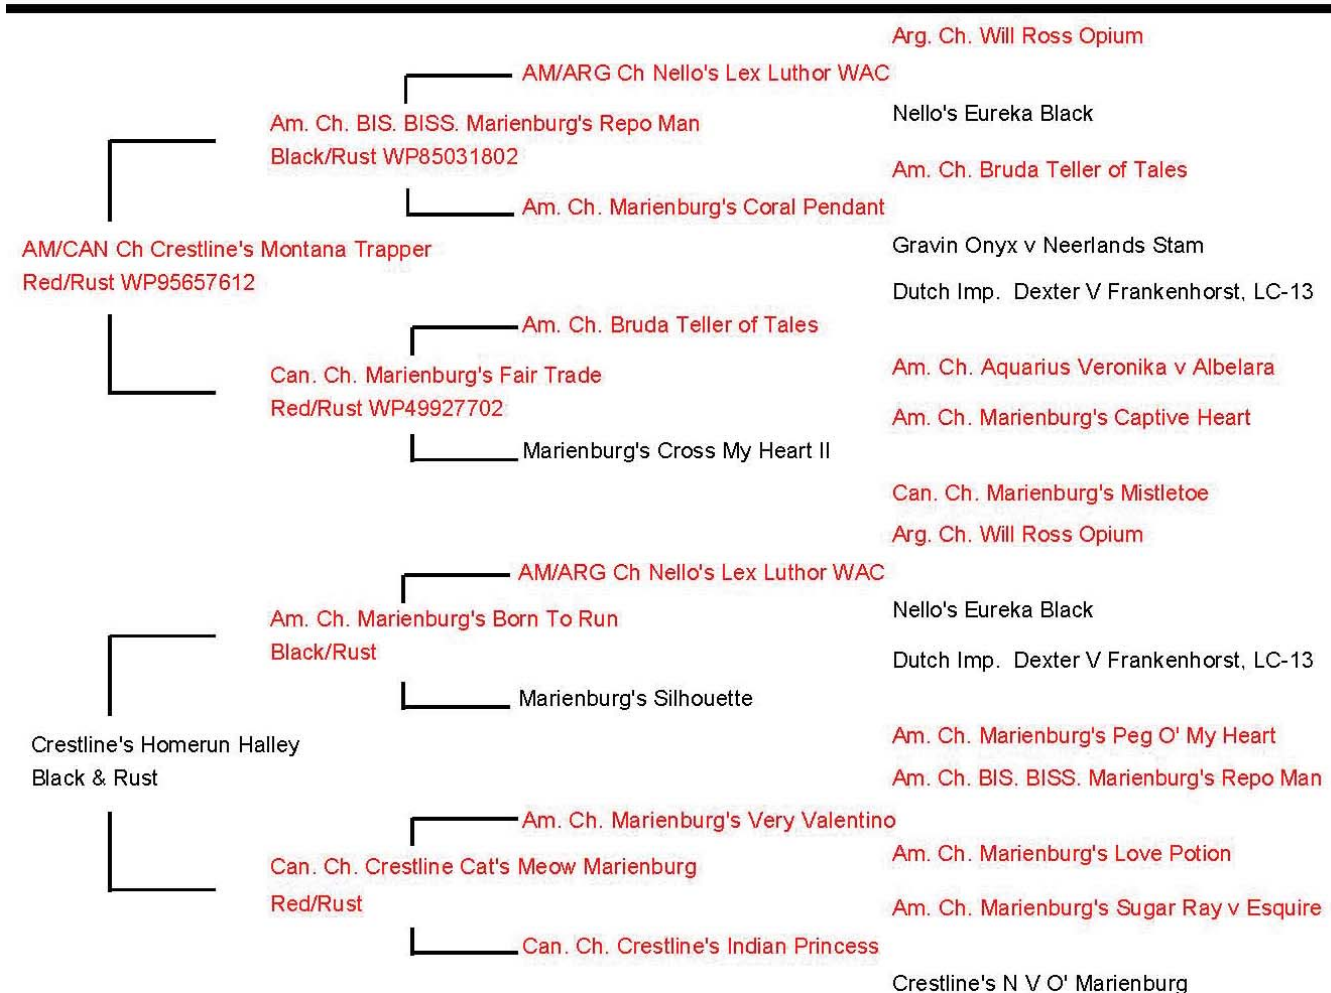 Arg. Ch. Will Ross Opium
AM/ARG Ch Nello's Lex Luthor WAC
Nello's Eureka Black
Am. Ch. BIS. BISS. Marienburg's Repo Man
Black/Rust WP85031802
Am. Ch. Bruda Teller of Tales
Am. Ch. Marienburg's Coral Pendant
Gravin Onyx v Neerlands Stam
AM/CAN Ch Crestline's Montana Trapper
Red/Rust WP95657612
Dutch Imp. Dexter V Frankenhorst, LC-13
Am. Ch. Bruda Teller of Tales
Am. Ch. Aquarius Veronika v Albelara
Can. Ch. Marienburg's Fair Trade
Red/Rust WP49927702
Am. Ch. Marienburg's Captive Heart
Marienburg's Cross My Heart II
Can. Ch. Marienburg's Mistletoe
Arg. Ch. Will Ross Opium
AM/ARG Ch Nello's Lex Luthor WAC
Nello's Eureka Black
Am. Ch. Marienburg's Born To Run
Black/Rust
Dutch Imp. Dexter V Frankenhorst, LC-13
Marienburg's Silhouette
Am. Ch. Marienburg's Peg O' My Heart
Crestline's Homerun Halley
Black & Rust
Am. Ch. BIS. BISS. Marienburg's Repo Man
Am. Ch. Marienburg's Very Valentino
Am. Ch. Marienburg's Love Potion
Can. Ch. Crestline Cat's Meow Marienburg
Red/Rust
Am. Ch. Marienburg's Sugar Ray v Esquire
Can. Ch. Crestline's Indian Princess
Crestline's N V O' Marienburg